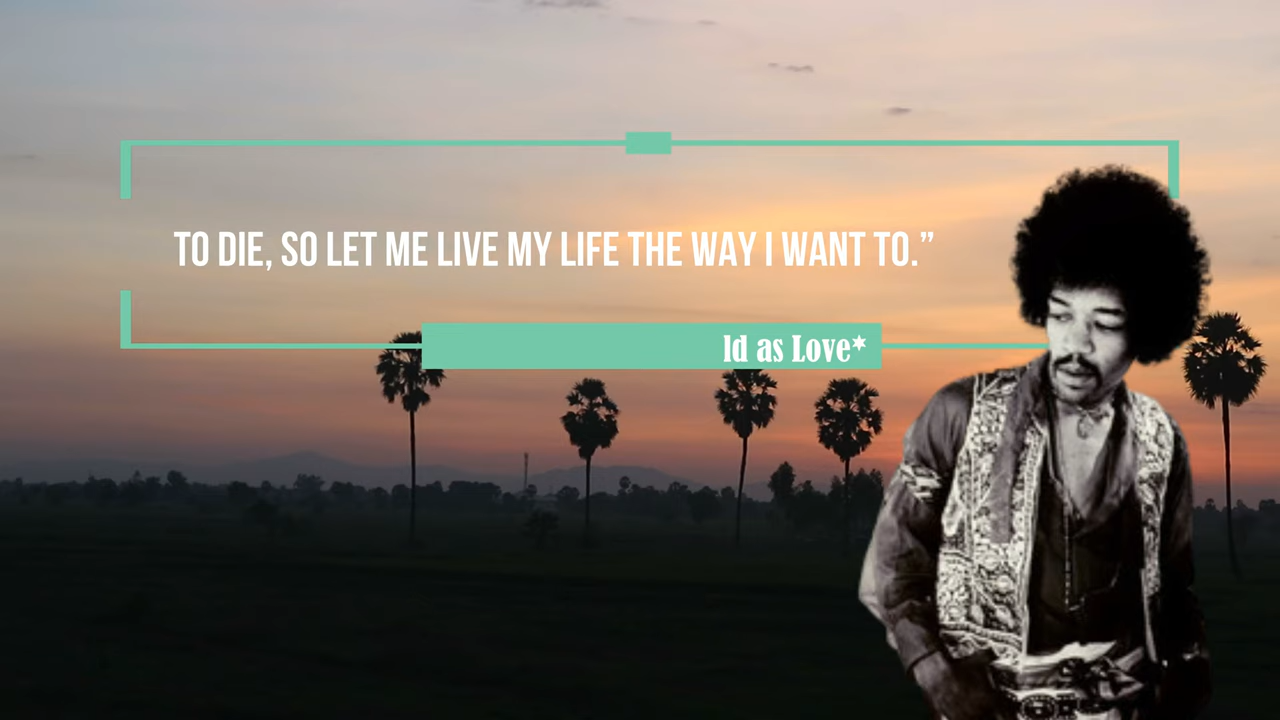 TO DIE, SO LET ME LIVE MY LIFE THE WAY I WANT TO.”
ld as Love*